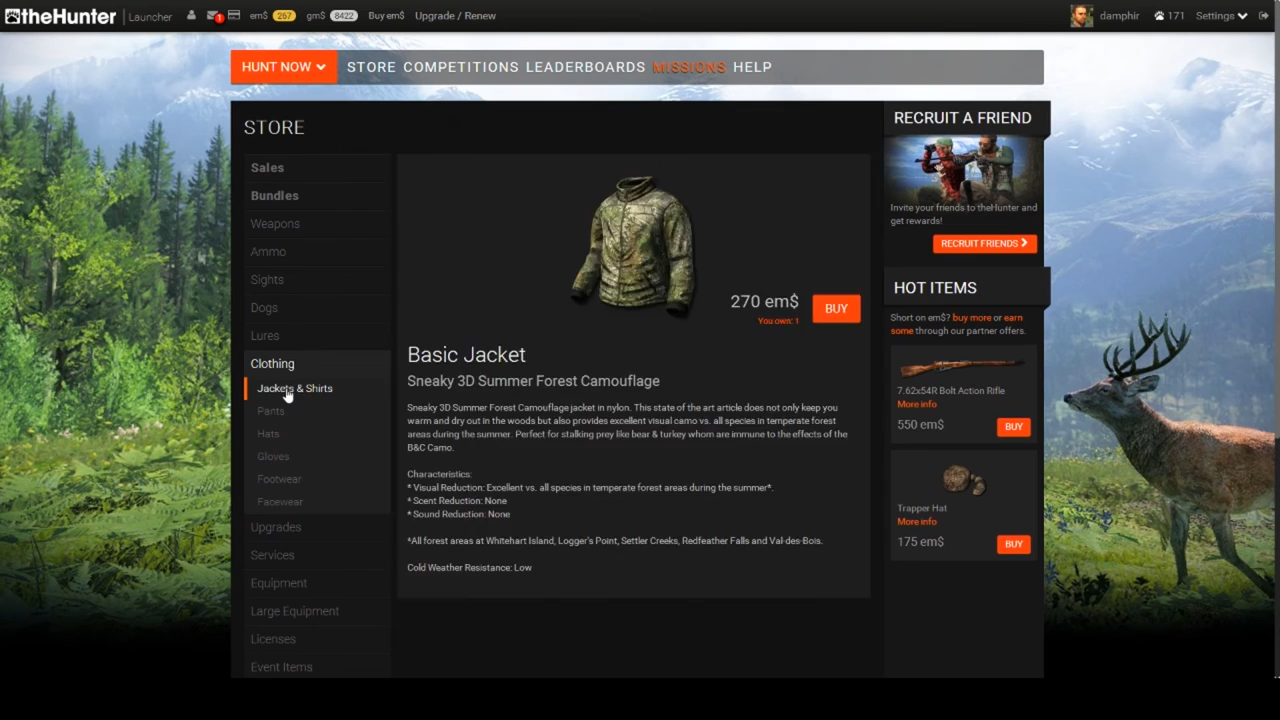 theHunter | Launcher 1 em$ 267 gm$ 8422 Buy em$ Upgrade / Renew damphir 171 Settings
HUNT NOW STORE COMPETITIONS LEADERBOARDS MISSIONS HELP
STORE
Sales
Bundles
Weapons
Ammo
Sights
Dogs
Lures
Clothing
Jackets & Shirts
Pants
Hats
Gloves
Footwear
Facewear
Upgrades
Services
Equipment
Large Equipment
Licenses
Event Items
270 em$ BUY
You own: 1
Basic Jacket
Sneaky 3D Summer Forest Camouflage
Sneaky 3D Summer Forest Camouflage jacket in nylon. This state of the art article does not only keep you
warm and dry out in the woods but also provides excellent visual camo vs. all species in temperate forest
areas during the summer. Perfect for stalking prey like bear & turkey whom are immune to the effects of the
B&C Camo.
Characteristics:
* Visual Reduction: Excellent vs. all species in temperate forest areas during the summer*.
* Scent Reduction: None
* Sound Reduction: None
*All forest areas at Whitehart Island, Logger's Point, Settler Creeks, Redfeather Falls and Val-des-Bois.
Cold Weather Resistance: Low
RECRUIT A FRIEND
Invite your friends to theHunter and
get rewards!
RECRUIT FRIENDS
HOT ITEMS
Short on em$? buy more or earn
some through our partner offers.
7.62x54R Bolt Action Rifle
More info
550 em$ BUY
Trapper Hat
More info
175 em$ BUY